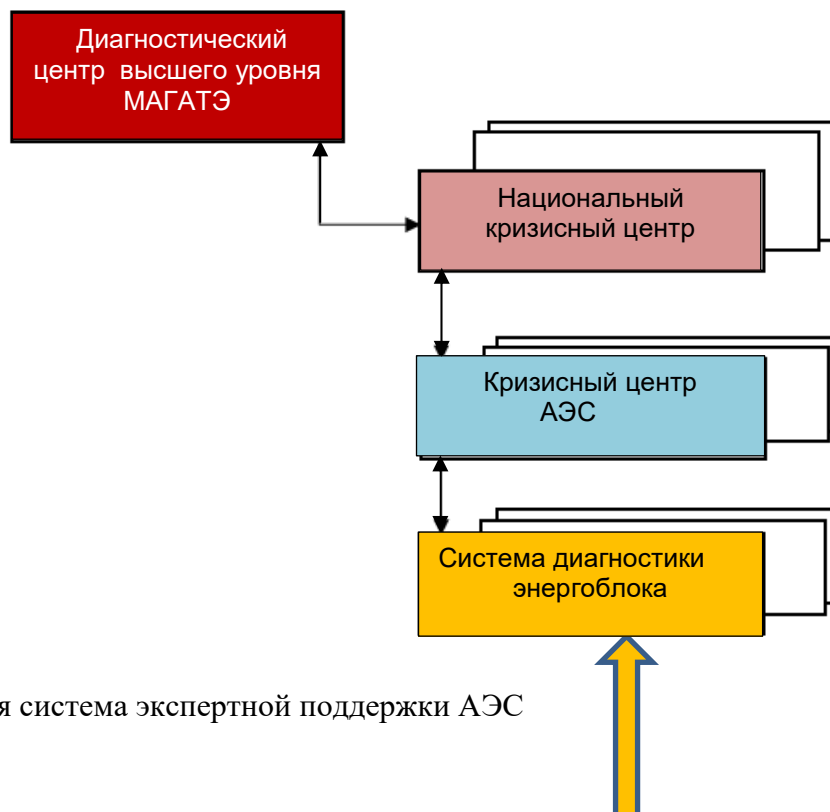 Диагностический
центр высшего уровня
МАГАТЭ
Национальный
кризисный центр
Кризисный центр
АЭС
Система диагностики
энергоблока
я система экспертной поддержки АЭС